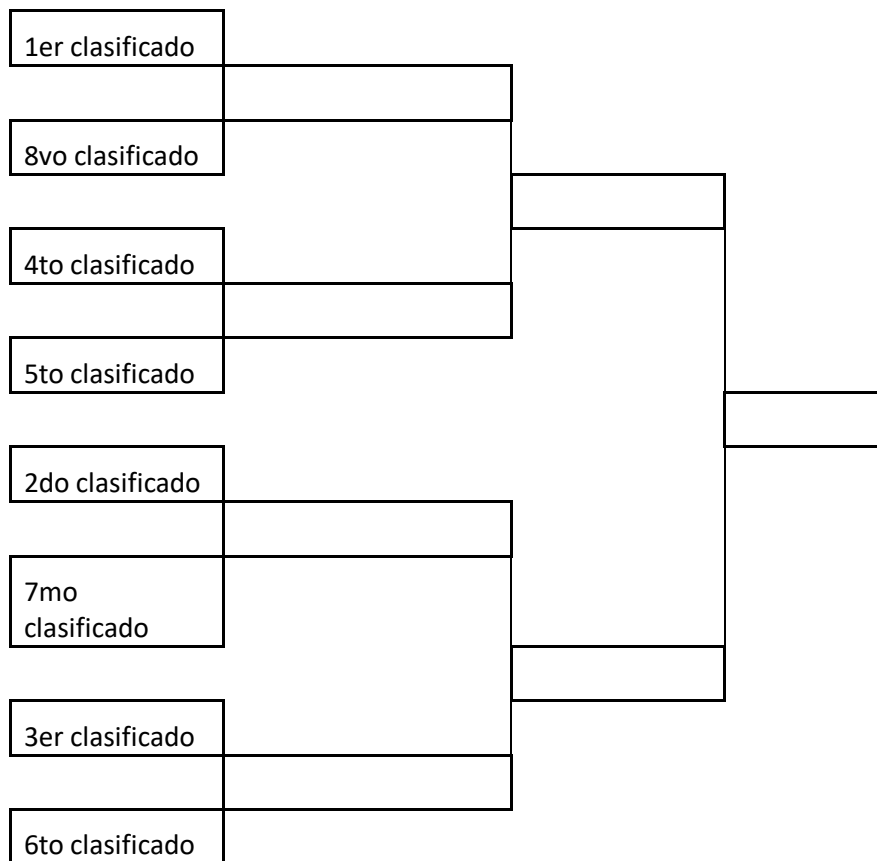 1er clasificado
8vo clasificado
4to clasificado
5to clasificado
2do clasificado
7mo
clasificado
3er clasificado
6to clasificado